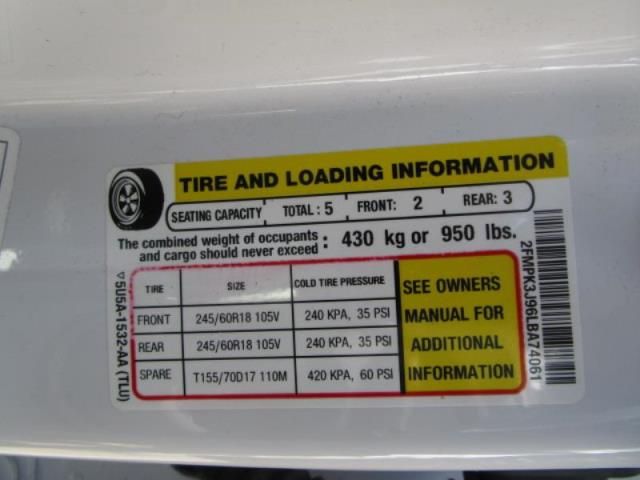 TIRE AND LOADING INFORMATION
SEATING CAPACITY TOTAL : 5 FRONT: 2 REAR: 3
The combined weight of occupants and cargo should never exceed : 430 kg or 950 lbs.
TIRE SIZE COLD TIRE PRESSURE
FRONT 245/60R18 105V 240 KPA, 35 PSI
REAR 245/60R18 105V 240 KPA, 35 PSI
SPARE T155/70D17 110M 420 KPA, 60 PSI
SEE OWNERS
MANUAL FOR
ADDITIONAL
INFORMATION
5U5A-1532-AA (TLU)
2FMPK3J96LBA74061